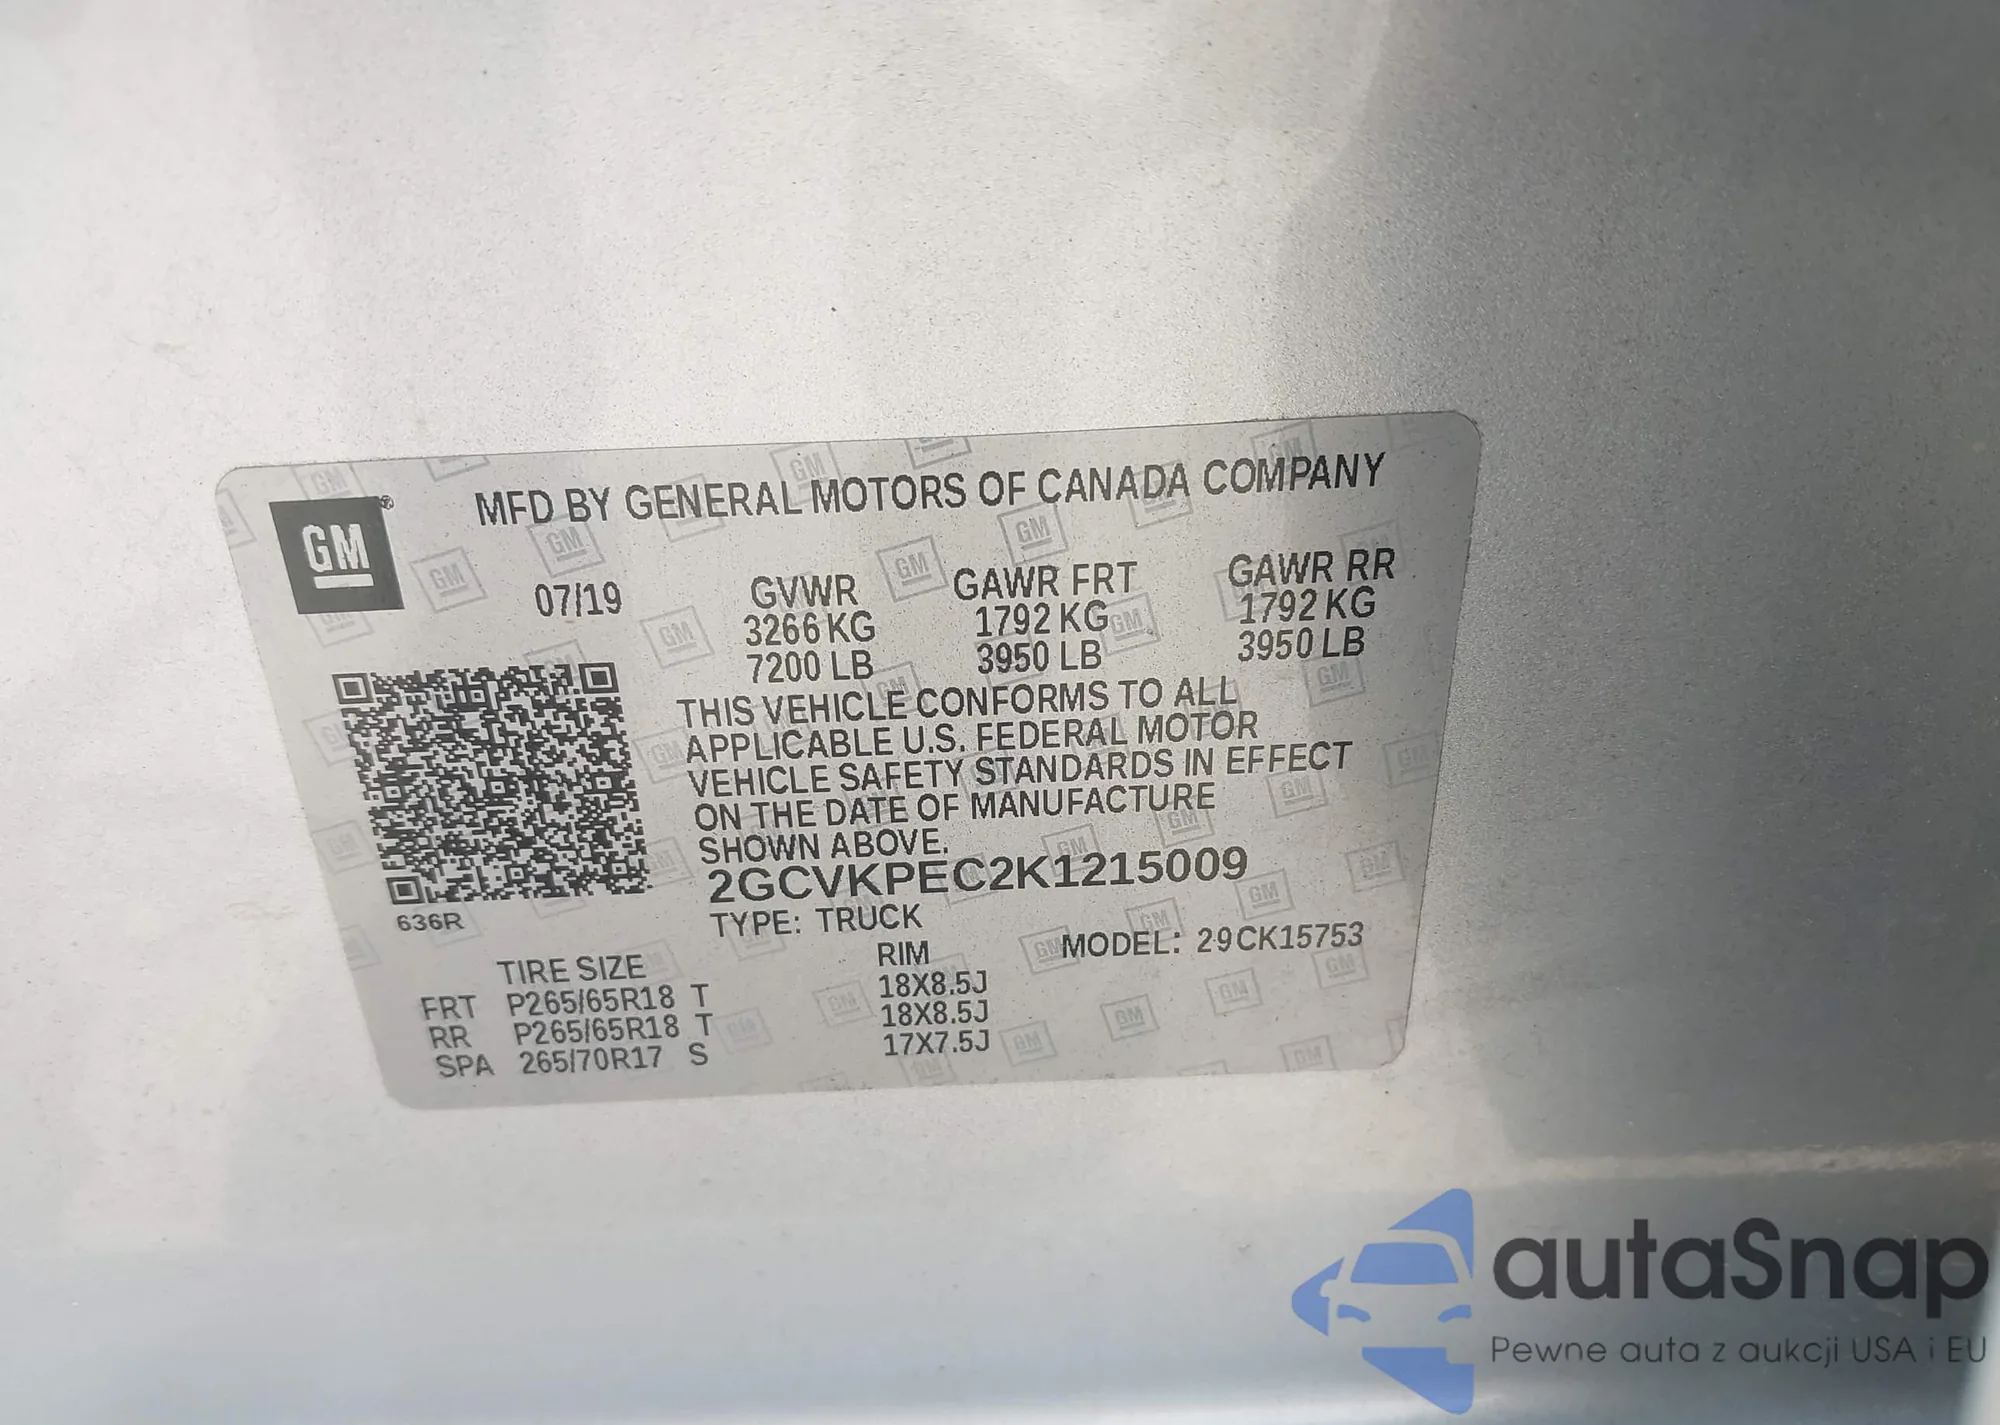 GM®
MFD BY GENERAL MOTORS OF CANADA COMPANY
07/19
GVWR GAWR FRT GAWR RR
3266 KG 1792 KG 1792 KG
7200 LB 3950 LB 3950 LB
THIS VEHICLE CONFORMS TO ALL
APPLICABLE U.S. FEDERAL MOTOR
VEHICLE SAFETY STANDARDS IN EFFECT
ON THE DATE OF MANUFACTURE
SHOWN ABOVE.
2GCVKPEC2K1215009
636R
TYPE: TRUCK
MODEL: 29CK15753
TIRE SIZE RIM
FRT P265/65R18 T 18X8.5J
RR P265/65R18 T 18X8.5J
SPA 265/70R17 S 17X7.5J
autaSnap
Pewne auta z aukcji USA i EU